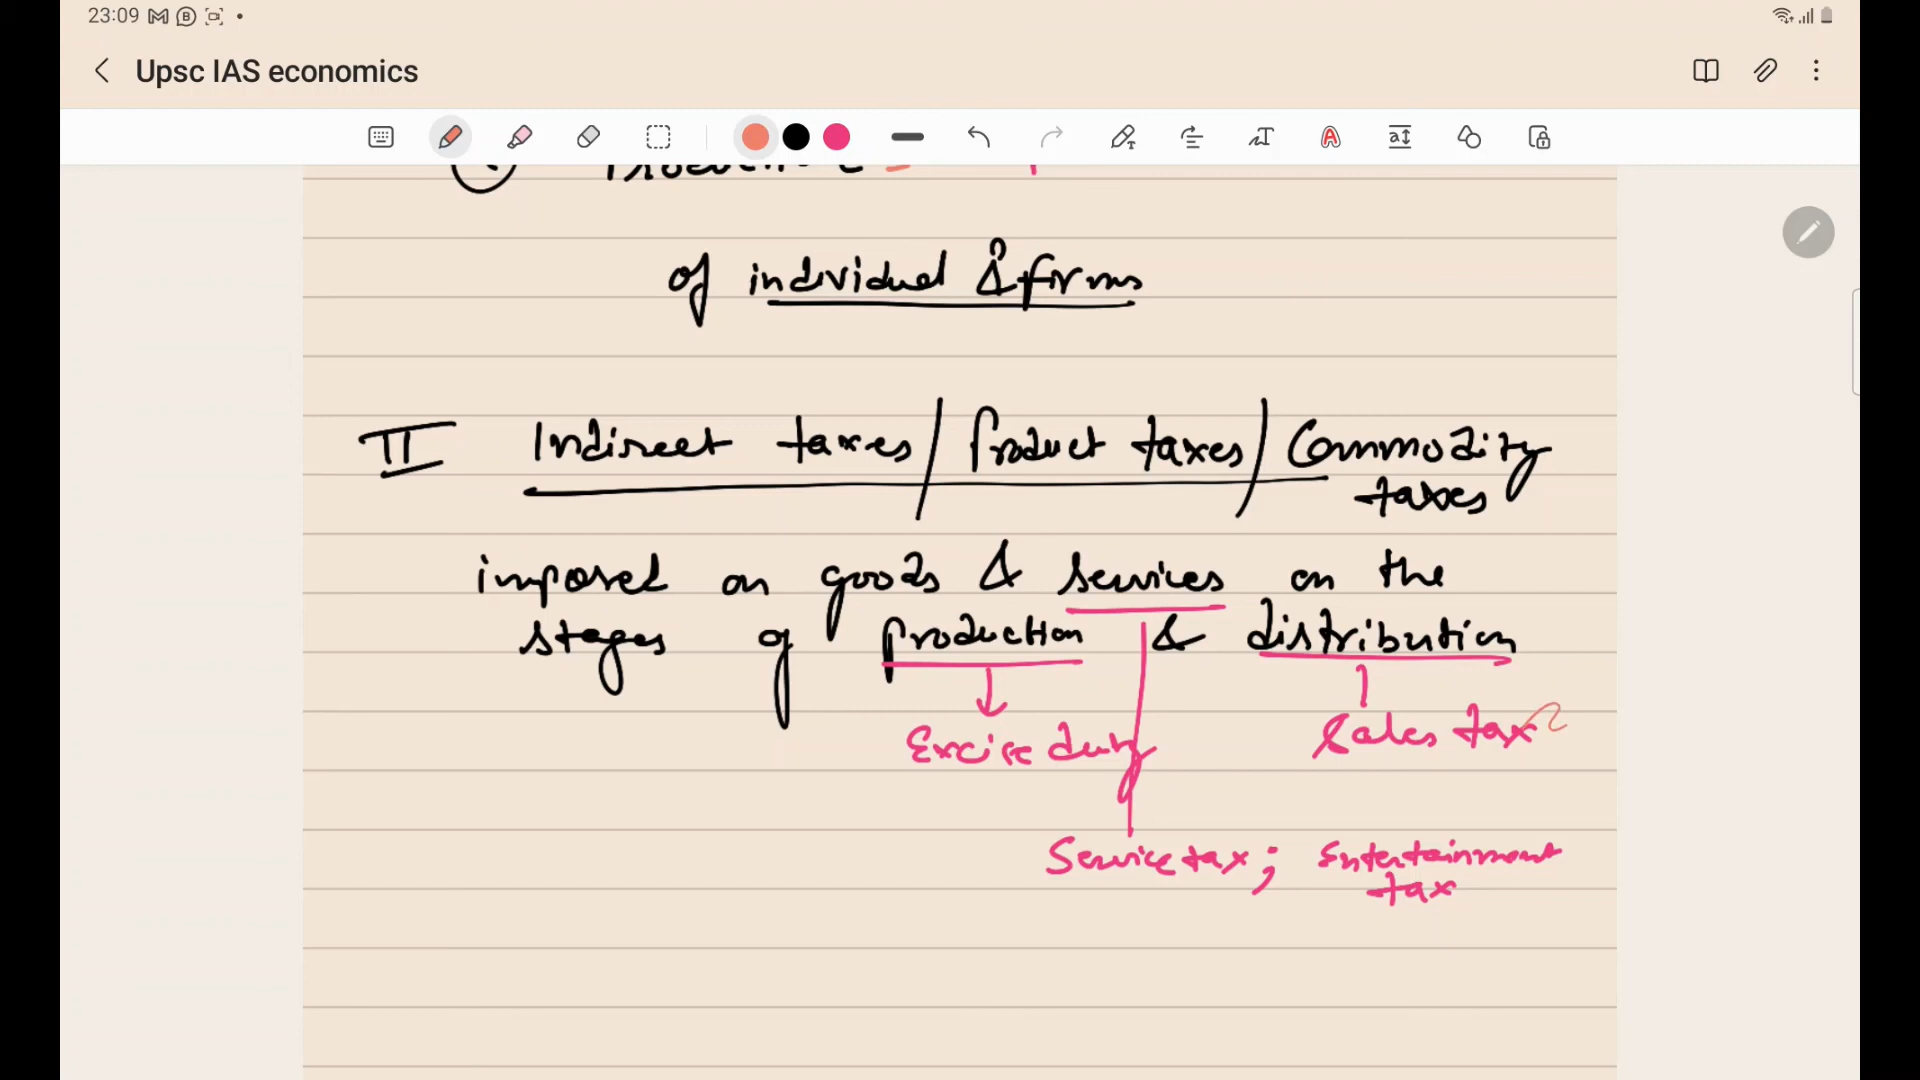 23:09
Upsc IAS economics
of individual & firms
II Indirect taxes / Product taxes / Commodity
taxes
imposed on goods & services on the
stages of production & distribution
Excise duty
Sales tax
Service tax; Entertainment
tax